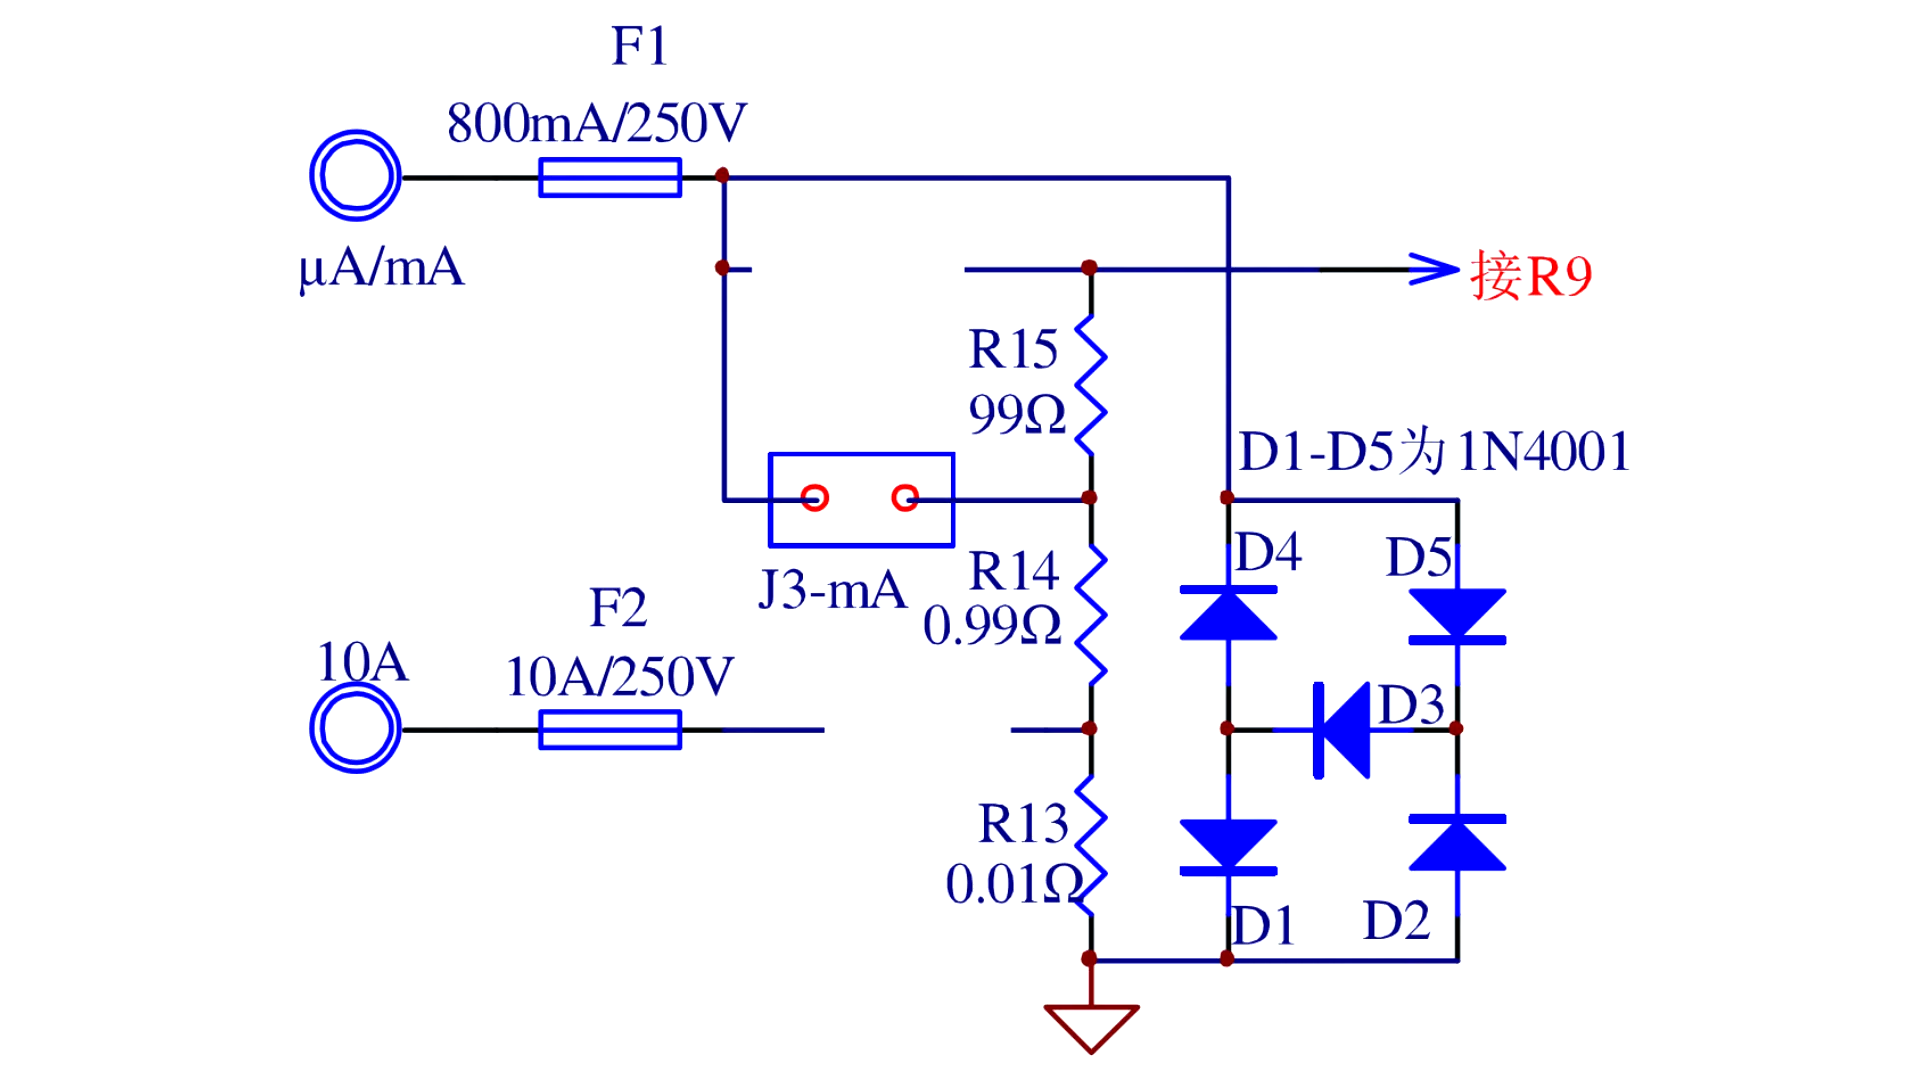 F1
800mA/250V
μA/mA
接R9
R15
99Ω
D1-D5为1N4001
D4
D5
R14
0.99Ω
J3-mA
F2
10A
10A/250V
D3
R13
0.01Ω
D1
D2